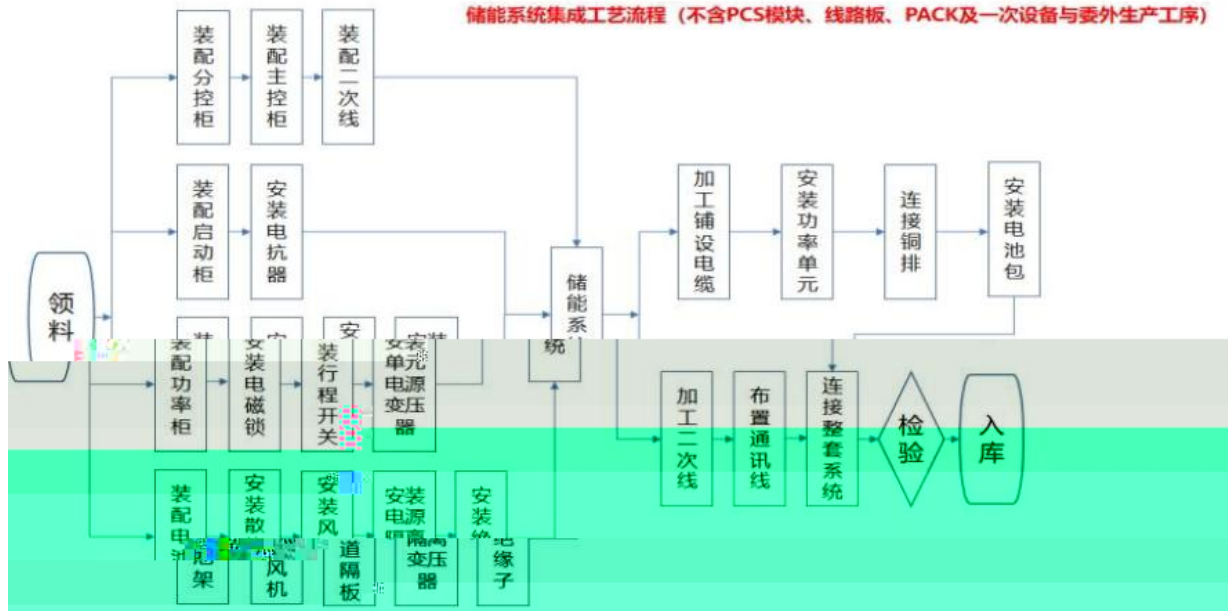 储能系统集成工艺流程（不含PCS模块、线路板、PACK及一次设备与委外生产工序）
装配分控柜
装配主控柜
装配二次线
装配启动柜
安装电抗器
加工铺设电缆
安装功率单元
连接铜排
安装电池包
领料
储能系统
装配功率柜
安装电磁锁
安装行程开关
安装单元电源变压器
加工二次线
布置通讯线
连接整套系统
检验
入库
装配电池架
安装散风机
安装风道隔板
安装电源隔离变压器
安装绝缘子